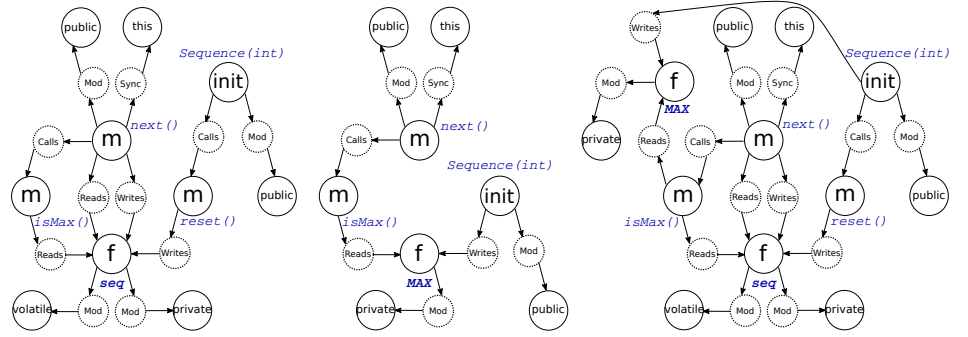 public
this
Sequence(int)
Mod
Sync
init
m
next()
Calls
Calls
Mod
m
Reads
Writes
m
public
isMax()
reset()
Reads
f
Writes
seq
volatile
Mod
Mod
private
public
this
Mod
Sync
m
next()
Calls
Sequence(int)
m
init
isMax()
Reads
f
Writes
Mod
MAX
private
Mod
public
Writes
public
this
Sequence(int)
Mod
f
Mod
Sync
init
MAX
private
Reads
m
next()
Calls
Calls
Mod
m
Reads
Writes
m
public
isMax()
reset()
Reads
f
Writes
seq
volatile
Mod
Mod
private